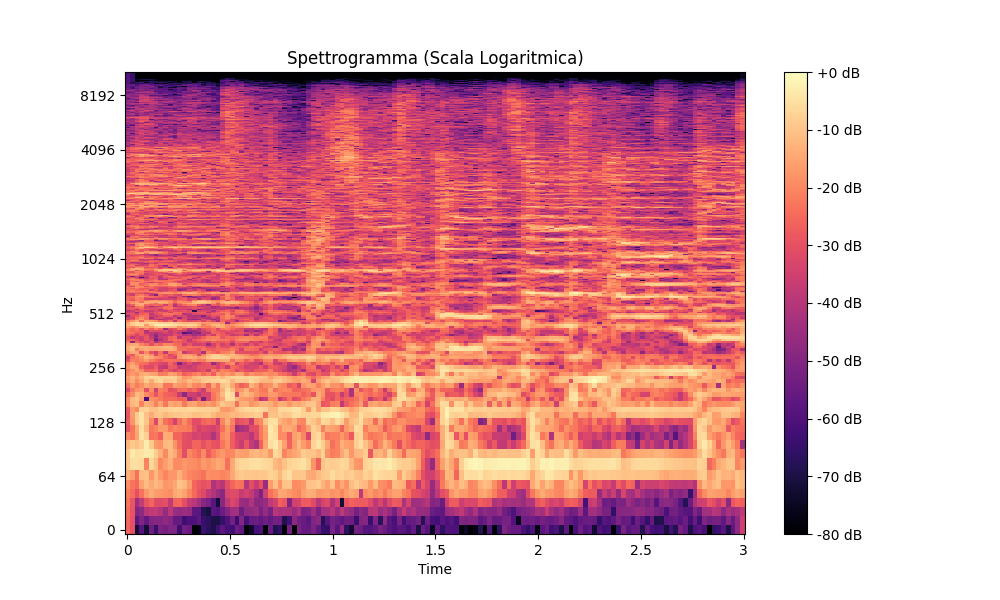 Spettrogramma (Scala Logaritmica)
Hz
8192
4096
2048
1024
512
256
128
64
0
0 0.5 1 1.5 2 2.5 3
Time
+0 dB
-10 dB
-20 dB
-30 dB
-40 dB
-50 dB
-60 dB
-70 dB
-80 dB